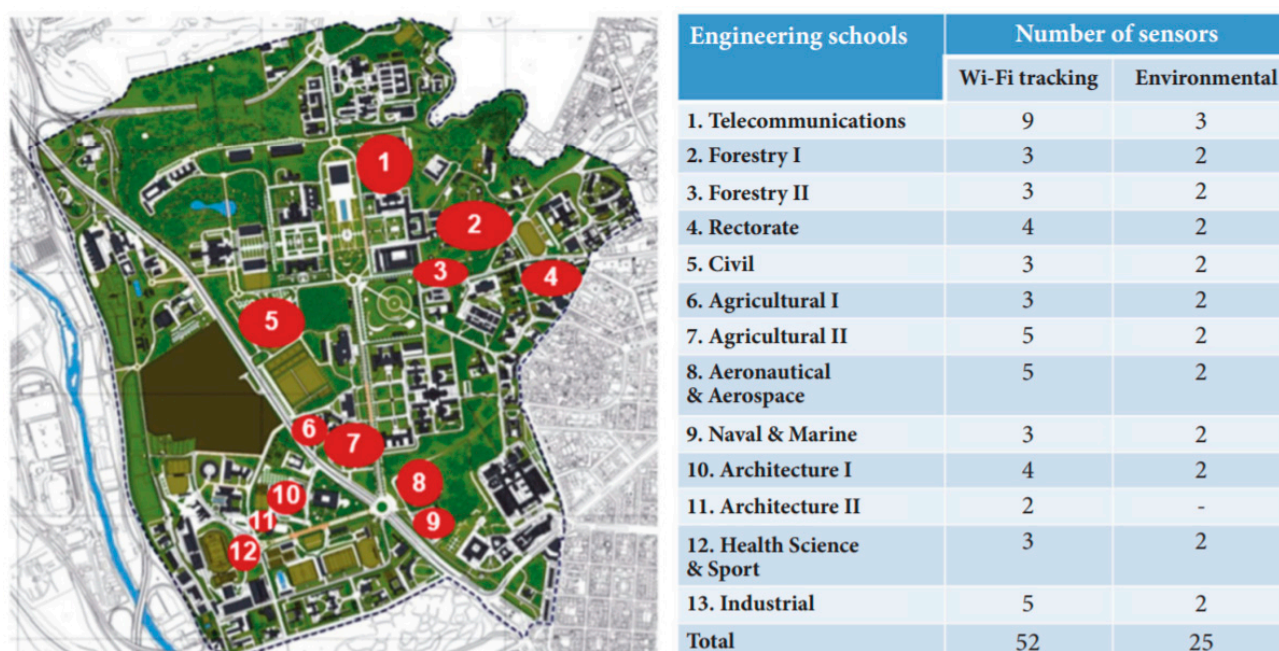 1
2
3
4
5
6
7
8
9
10
11
12
Engineering schools Number of sensors
Wi-Fi tracking Environmental
1. Telecommunications 9 3
2. Forestry I 3 2
3. Forestry II 3 2
4. Rectorate 4 2
5. Civil 3 2
6. Agricultural I 3 2
7. Agricultural II 5 2
8. Aeronautical
& Aerospace 5 2
9. Naval & Marine 3 2
10. Architecture I 4 2
11. Architecture II 2 -
12. Health Science
& Sport 3 2
13. Industrial 5 2
Total 52 25